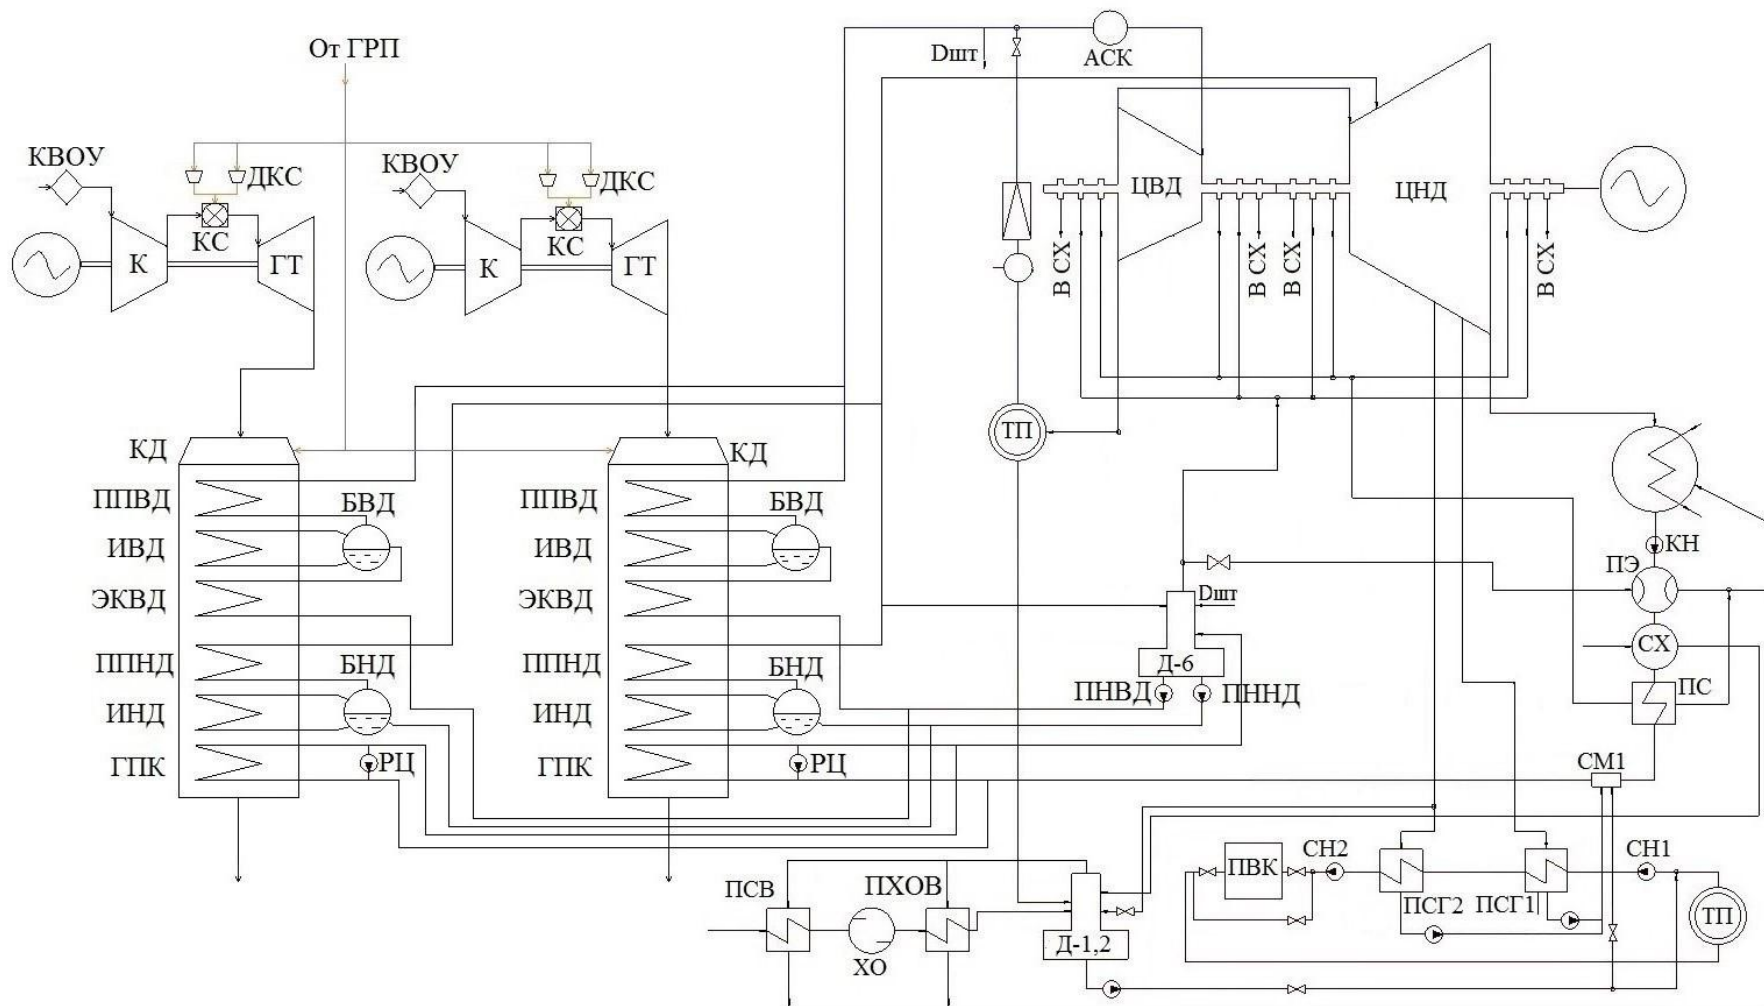 От ГРП
Dшт
АСК
КВОУ
ДКС
КС
К
ГТ
КВОУ
ДКС
КС
К
ГТ
ЦВД
ЦНД
В СХ
В СХ
В СХ
В СХ
ТП
КД
ППВД
БВД
ИВД
ЭКВД
ППНД
БНД
ИНД
ГПК
РЦ
КД
ППВД
БВД
ИВД
ЭКВД
ППНД
БНД
ИНД
ГПК
РЦ
Dшт
Д-6
ПНВД
ПННД
КН
ПЭ
СХ
ПС
СМ1
ПСВ
ХО
ПХОВ
Д-1,2
ПВК
СН2
ПСГ2
ПСГ1
СН1
ТП